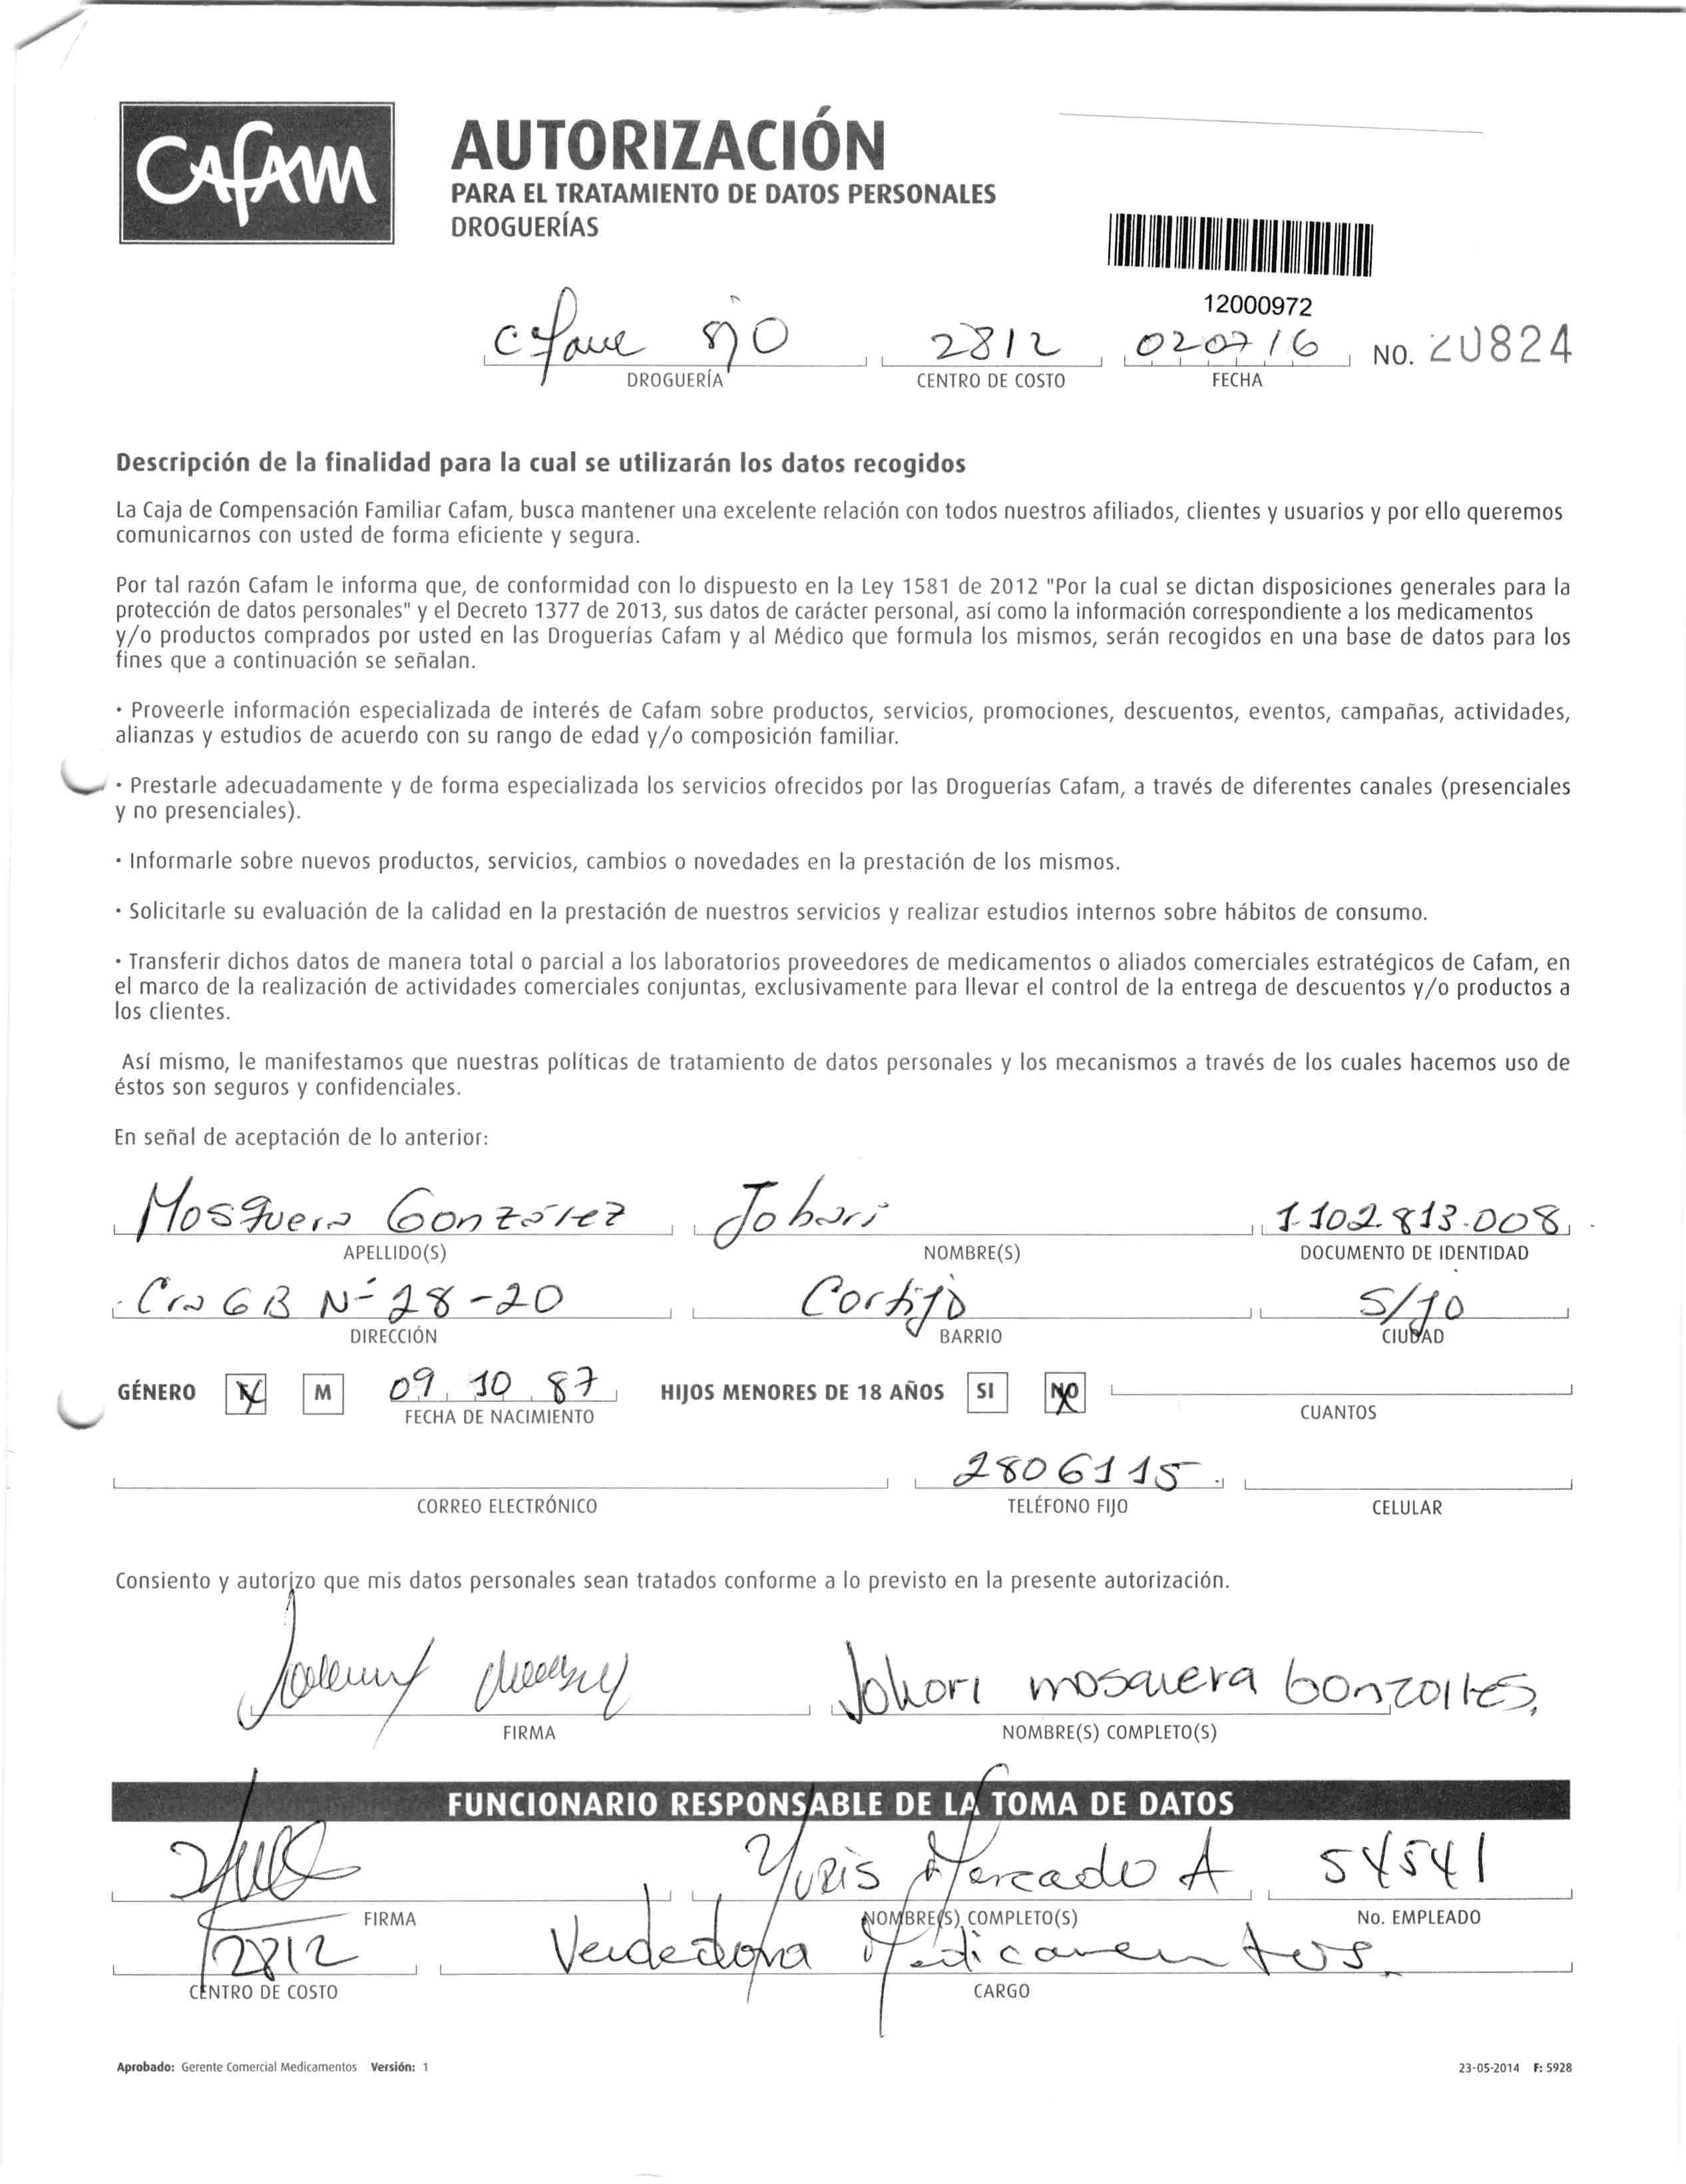 Cafam
AUTORIZACIÓN
PARA EL TRATAMIENTO DE DATOS PERSONALES
DROGUERÍAS
12000972
2812 020716 NO. 20824
DROGUERÍA CENTRO DE COSTO FECHA
Descripción de la finalidad para la cual se utilizarán los datos recogidos
La Caja de Compensación Familiar Cafam, busca mantener una excelente relación con todos nuestros afiliados, clientes y usuarios y por ello queremos
comunicarnos con usted de forma eficiente y segura.
Por tal razón Cafam le informa que, de conformidad con lo dispuesto en la Ley 1581 de 2012 "Por la cual se dictan disposiciones generales para la
protección de datos personales" y el Decreto 1377 de 2013, sus datos de carácter personal, así como la información correspondiente a los medicamentos
y/o productos comprados por usted en las Droguerías Cafam y al Médico que formula los mismos, serán recogidos en una base de datos para los
fines que a continuación se señalan.
• Proveerle información especializada de interés de Cafam sobre productos, servicios, promociones, descuentos, eventos, campañas, actividades,
alianzas y estudios de acuerdo con su rango de edad y/o composición familiar.
• Prestarle adecuadamente y de forma especializada los servicios ofrecidos por las Droguerías Cafam, a través de diferentes canales (presenciales
y no presenciales).
• Informarle sobre nuevos productos, servicios, cambios o novedades en la prestación de los mismos.
• Solicitarle su evaluación de la calidad en la prestación de nuestros servicios y realizar estudios internos sobre hábitos de consumo.
• Transferir dichos datos de manera total o parcial a los laboratorios proveedores de medicamentos o aliados comerciales estratégicos de Cafam, en
el marco de la realización de actividades comerciales conjuntas, exclusivamente para llevar el control de la entrega de descuentos y/o productos a
los clientes.
Así mismo, le manifestamos que nuestras políticas de tratamiento de datos personales y los mecanismos a través de los cuales hacemos uso de
éstos son seguros y confidenciales.
En señal de aceptación de lo anterior:
Mosquera González Johari 1.102.813.008
APELLIDO(S) NOMBRE(S) DOCUMENTO DE IDENTIDAD
Cra 6B Nº 28-20 Cortijo S/jo
DIRECCIÓN BARRIO CIUDAD
GÉNERO M 09 10 87 HIJOS MENORES DE 18 AÑOS SI NO
FECHA DE NACIMIENTO CUANTOS
2806115
CORREO ELECTRÓNICO TELÉFONO FIJO CELULAR
Consiento y autorizo que mis datos personales sean tratados conforme a lo previsto en la presente autorización.
Johari mosquera Gonzalez
FIRMA NOMBRE(S) COMPLETO(S)
FUNCIONARIO RESPONSABLE DE LA TOMA DE DATOS
Yuris Mercado A 54541
FIRMA NOMBRE(S) COMPLETO(S) No. EMPLEADO
2812 Vendedora Medicamentos
CENTRO DE COSTO CARGO
Aprobado: Gerente Comercial Medicamentos Versión: 1 23-05-2014 F: 5928